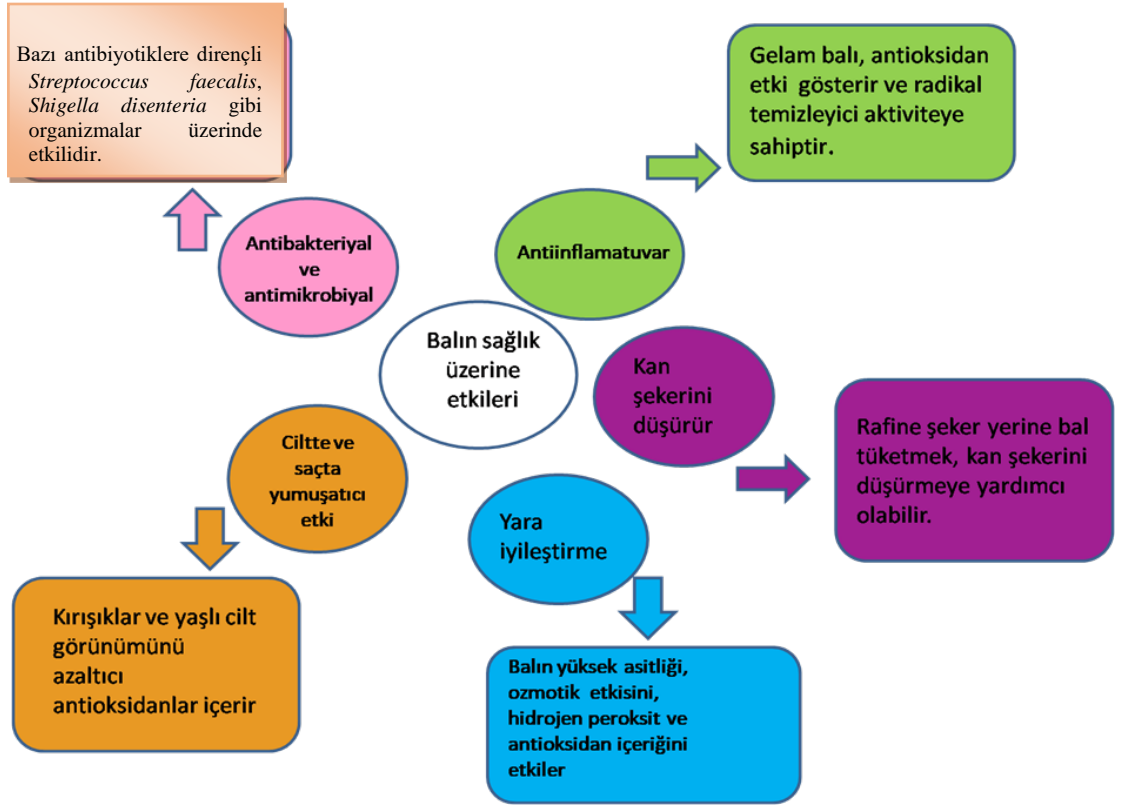 Bazı antibiyotiklere dirençli
Streptococcus faecalis,
Shigella disenteria gibi
organizmalar üzerinde
etkilidir.
Gelam balı, antioksidan
etki gösterir ve radikal
temizleyici aktiviteye
sahiptir.
Antibakteriyal
ve
antimikrobiyal
Antiinflamatuvar
Balın sağlık
üzerine
etkileri
Kan
şekerini
düşürür
Rafine şeker yerine bal
tüketmek, kan şekerini
düşürmeye yardımcı
olabilir.
Ciltte ve
saçta
yumuşatıcı
etki
Yara
iyileştirme
Kırışıklar ve yaşlı cilt
görünümünü
azaltıcı
antioksidanlar içerir
Balın yüksek asitliği,
ozmotik etkisini,
hidrojen peroksit ve
antioksidan içeriğini
etkiler